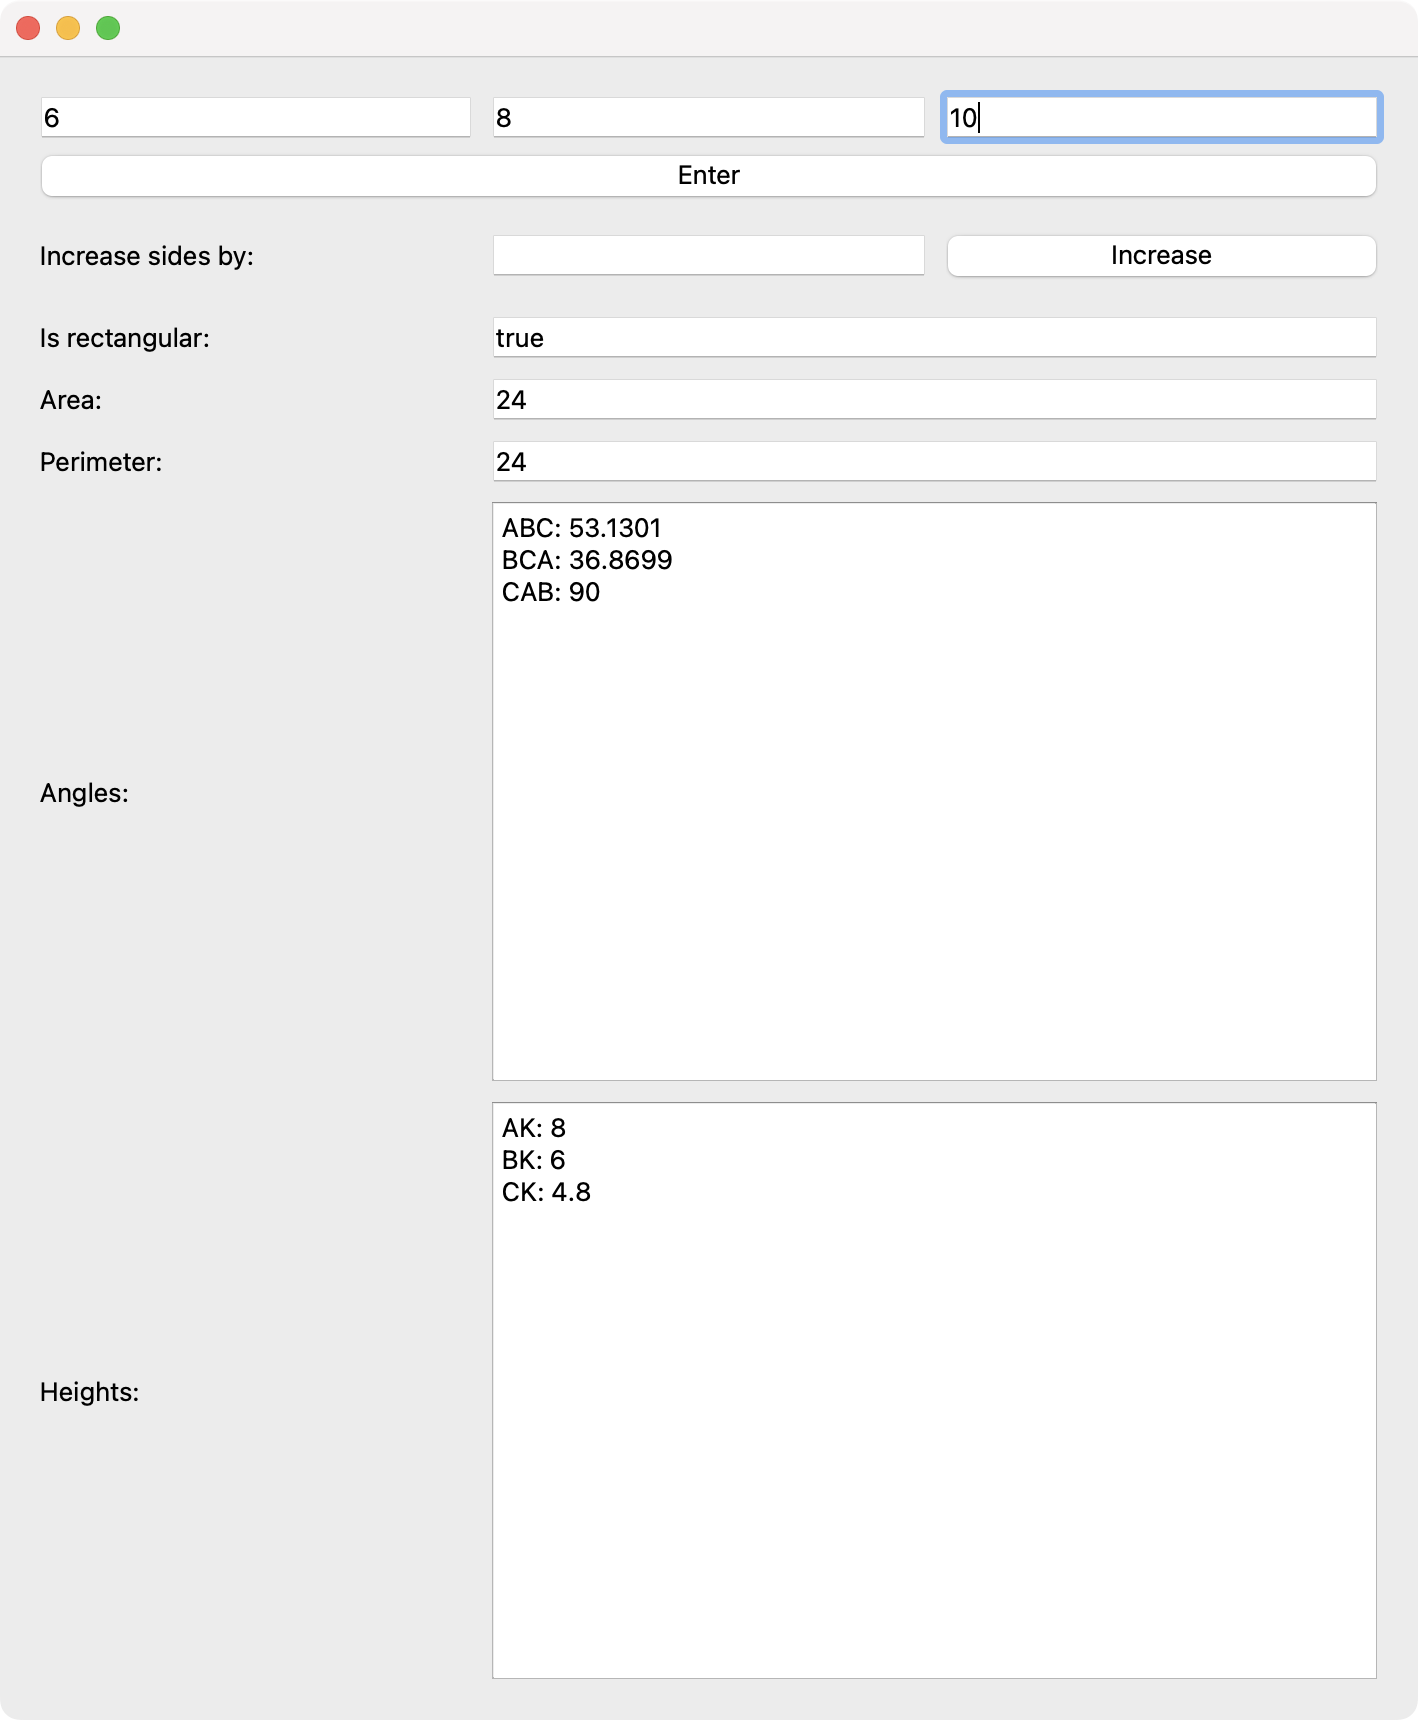 6 8 10
Enter
Increase sides by: Increase
Is rectangular: true
Area: 24
Perimeter: 24
ABC: 53.1301
BCA: 36.8699
CAB: 90
Angles:
AK: 8
BK: 6
CK: 4.8
Heights: